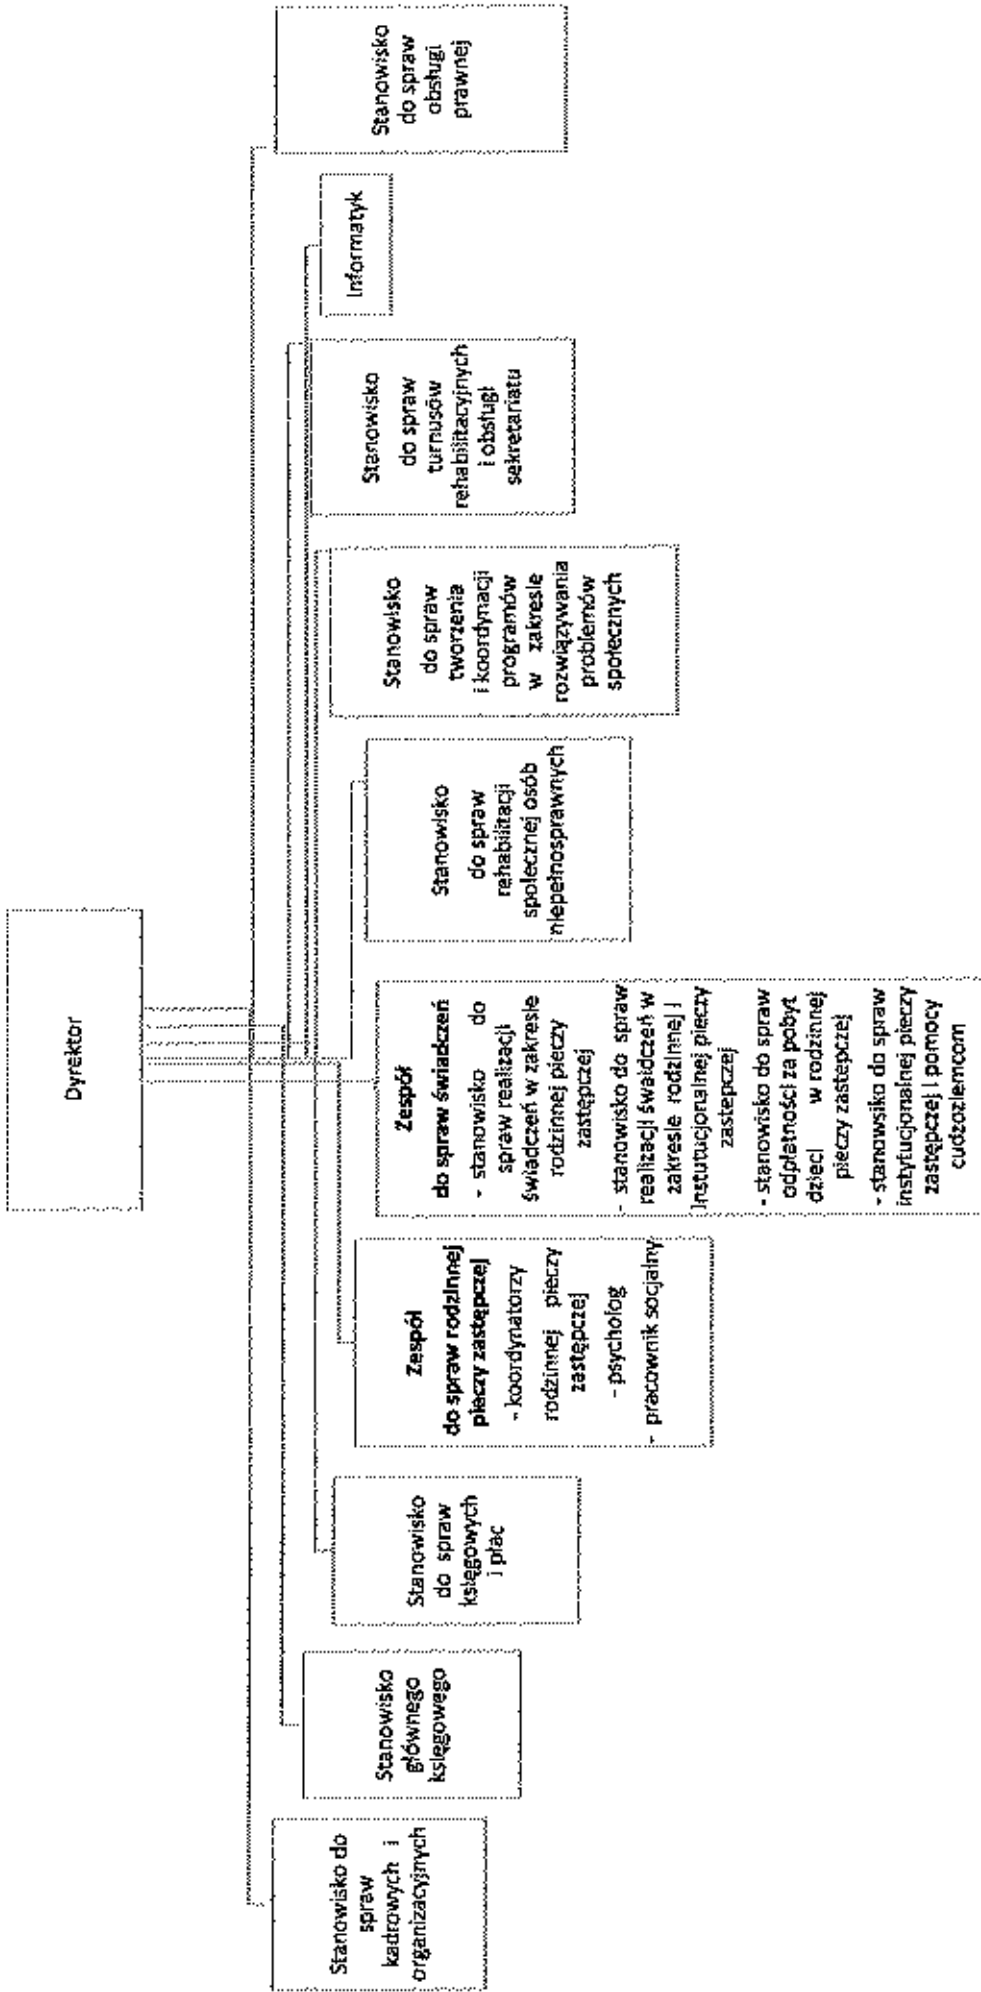 Dyrektor
Stanowisko do
spraw
kadrowych i
organizacyjnych
Stanowisko
głównego
księgowego
Stanowisko
do spraw
księgowych
i płac
Zespół
do spraw rodzinnej
pieczy zastępczej
- koordynatorzy
rodzinnej pieczy
zastępczej
- psycholog
- pracownik socjalny
Zespół
do spraw świadczeń
- stanowisko do
spraw realizacji
świadczeń w zakresie
rodzinnej pieczy
zastępczej
- stanowisko do spraw
realizacji śwaidczeń w
zakresie rodzinnej i
instutucjonalnej pieczy
zastepczej
- stanowisko do spraw
odpłatności za pobyt
dzieci w rodzinnej
pieczy zastępczej
- stanowsiko do spraw
instytucjonalnej pieczy
zastępczej i pomocy
cudzoziemcom
Stanowisko
do spraw
rehabilitacji
społecznej osób
niepełnosprawnych
Stanowisko
do spraw
tworzenia
i koordynacji
programów
w zakresie
rozwiązywania
problemów
społecznych
Stanowisko
do spraw
turnusów
rehabilitacyjnych
i obsługi
sekretariatu
Informatyk
Stanowisko
do spraw
obsługi
prawnej